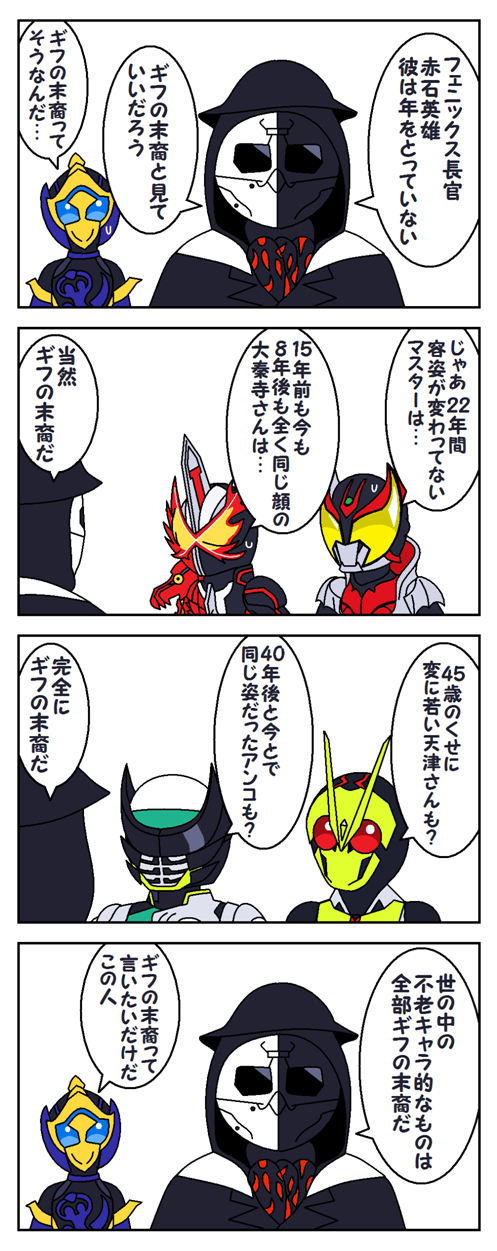 フェニックス長官
赤石英雄
彼は年をとっていない
ギフの末裔と見て
いいだろう
ギフの末裔って
そうなんだ…
じゃあ22年間
容姿が変わってない
マスターは…
15年前も今も
8年後も全く同じ顔の
大秦寺さんは…
当然
ギフの末裔だ
45歳のくせに
変に若い天津さんも?
40年後と今とで
同じ姿だったアンコも?
完全に
ギフの末裔だ
世の中の
不老キャラ的なものは
全部ギフの末裔だ
ギフの末裔って
言いたいだけだ
この人